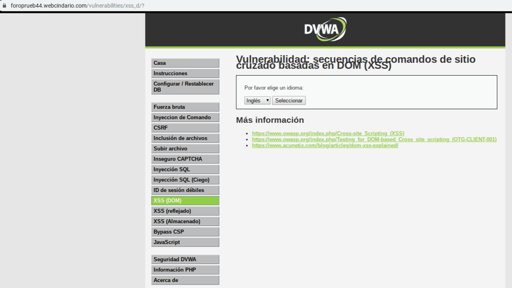 foroprueb44.webcindario.com/vulnerabilities/xss_d/?
DVWA
Casa
Instrucciones
Configurar / Restablecer
DB
Fuerza bruta
Inyeccion de Comando
CSRF
Inclusión de archivos
Subir archivo
Inseguro CAPTCHA
Inyección SQL
Inyección SQL (Ciego)
ID de sesión débiles
XSS (DOM)
XSS (reflejado)
XSS (Almacenado)
Bypass CSP
JavaScript
Seguridad DVWA
Información PHP
Acerca de
Vulnerabilidad: secuencias de comandos de sitio
cruzado basadas en DOM (XSS)
Por favor elige un idioma:
Inglés
Seleccionar
Más información
https://www.owasp.org/index.php/Cross-site_Scripting_(XSS)
https://www.owasp.org/index.php/Testing_for_DOM-based_Cross_site_scripting_(OTG-CLIENT-001)
https://www.acunetix.com/blog/articles/dom-xss-explained/